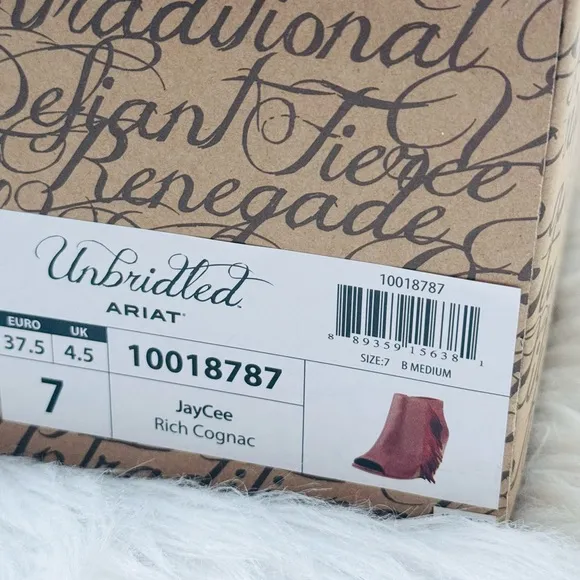 Traditional
Defiant Fierce
Renegade
Unbridled
ARIAT
10018787
8 89359 15638 1
SIZE:7 B MEDIUM
EURO UK
37.5 4.5
7
10018787
JayCee
Rich Cognac